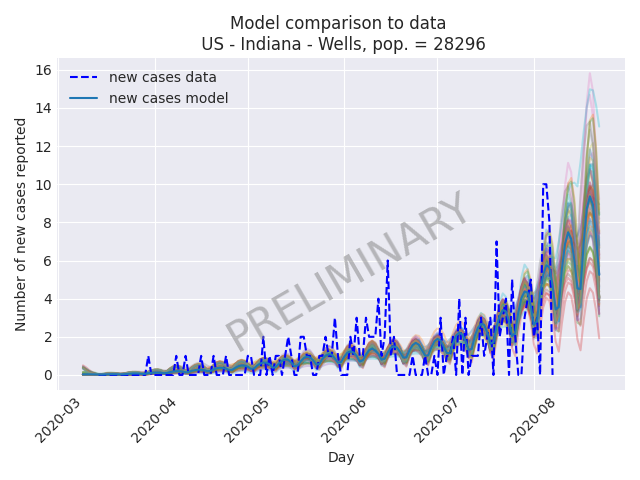 Model comparison to data
US - Indiana - Wells, pop. = 28296
new cases data
new cases model
PRELIMINARY
Number of new cases reported
16
14
12
10
8
6
4
2
0
2020-03
2020-04
2020-05
2020-06
2020-07
2020-08
Day